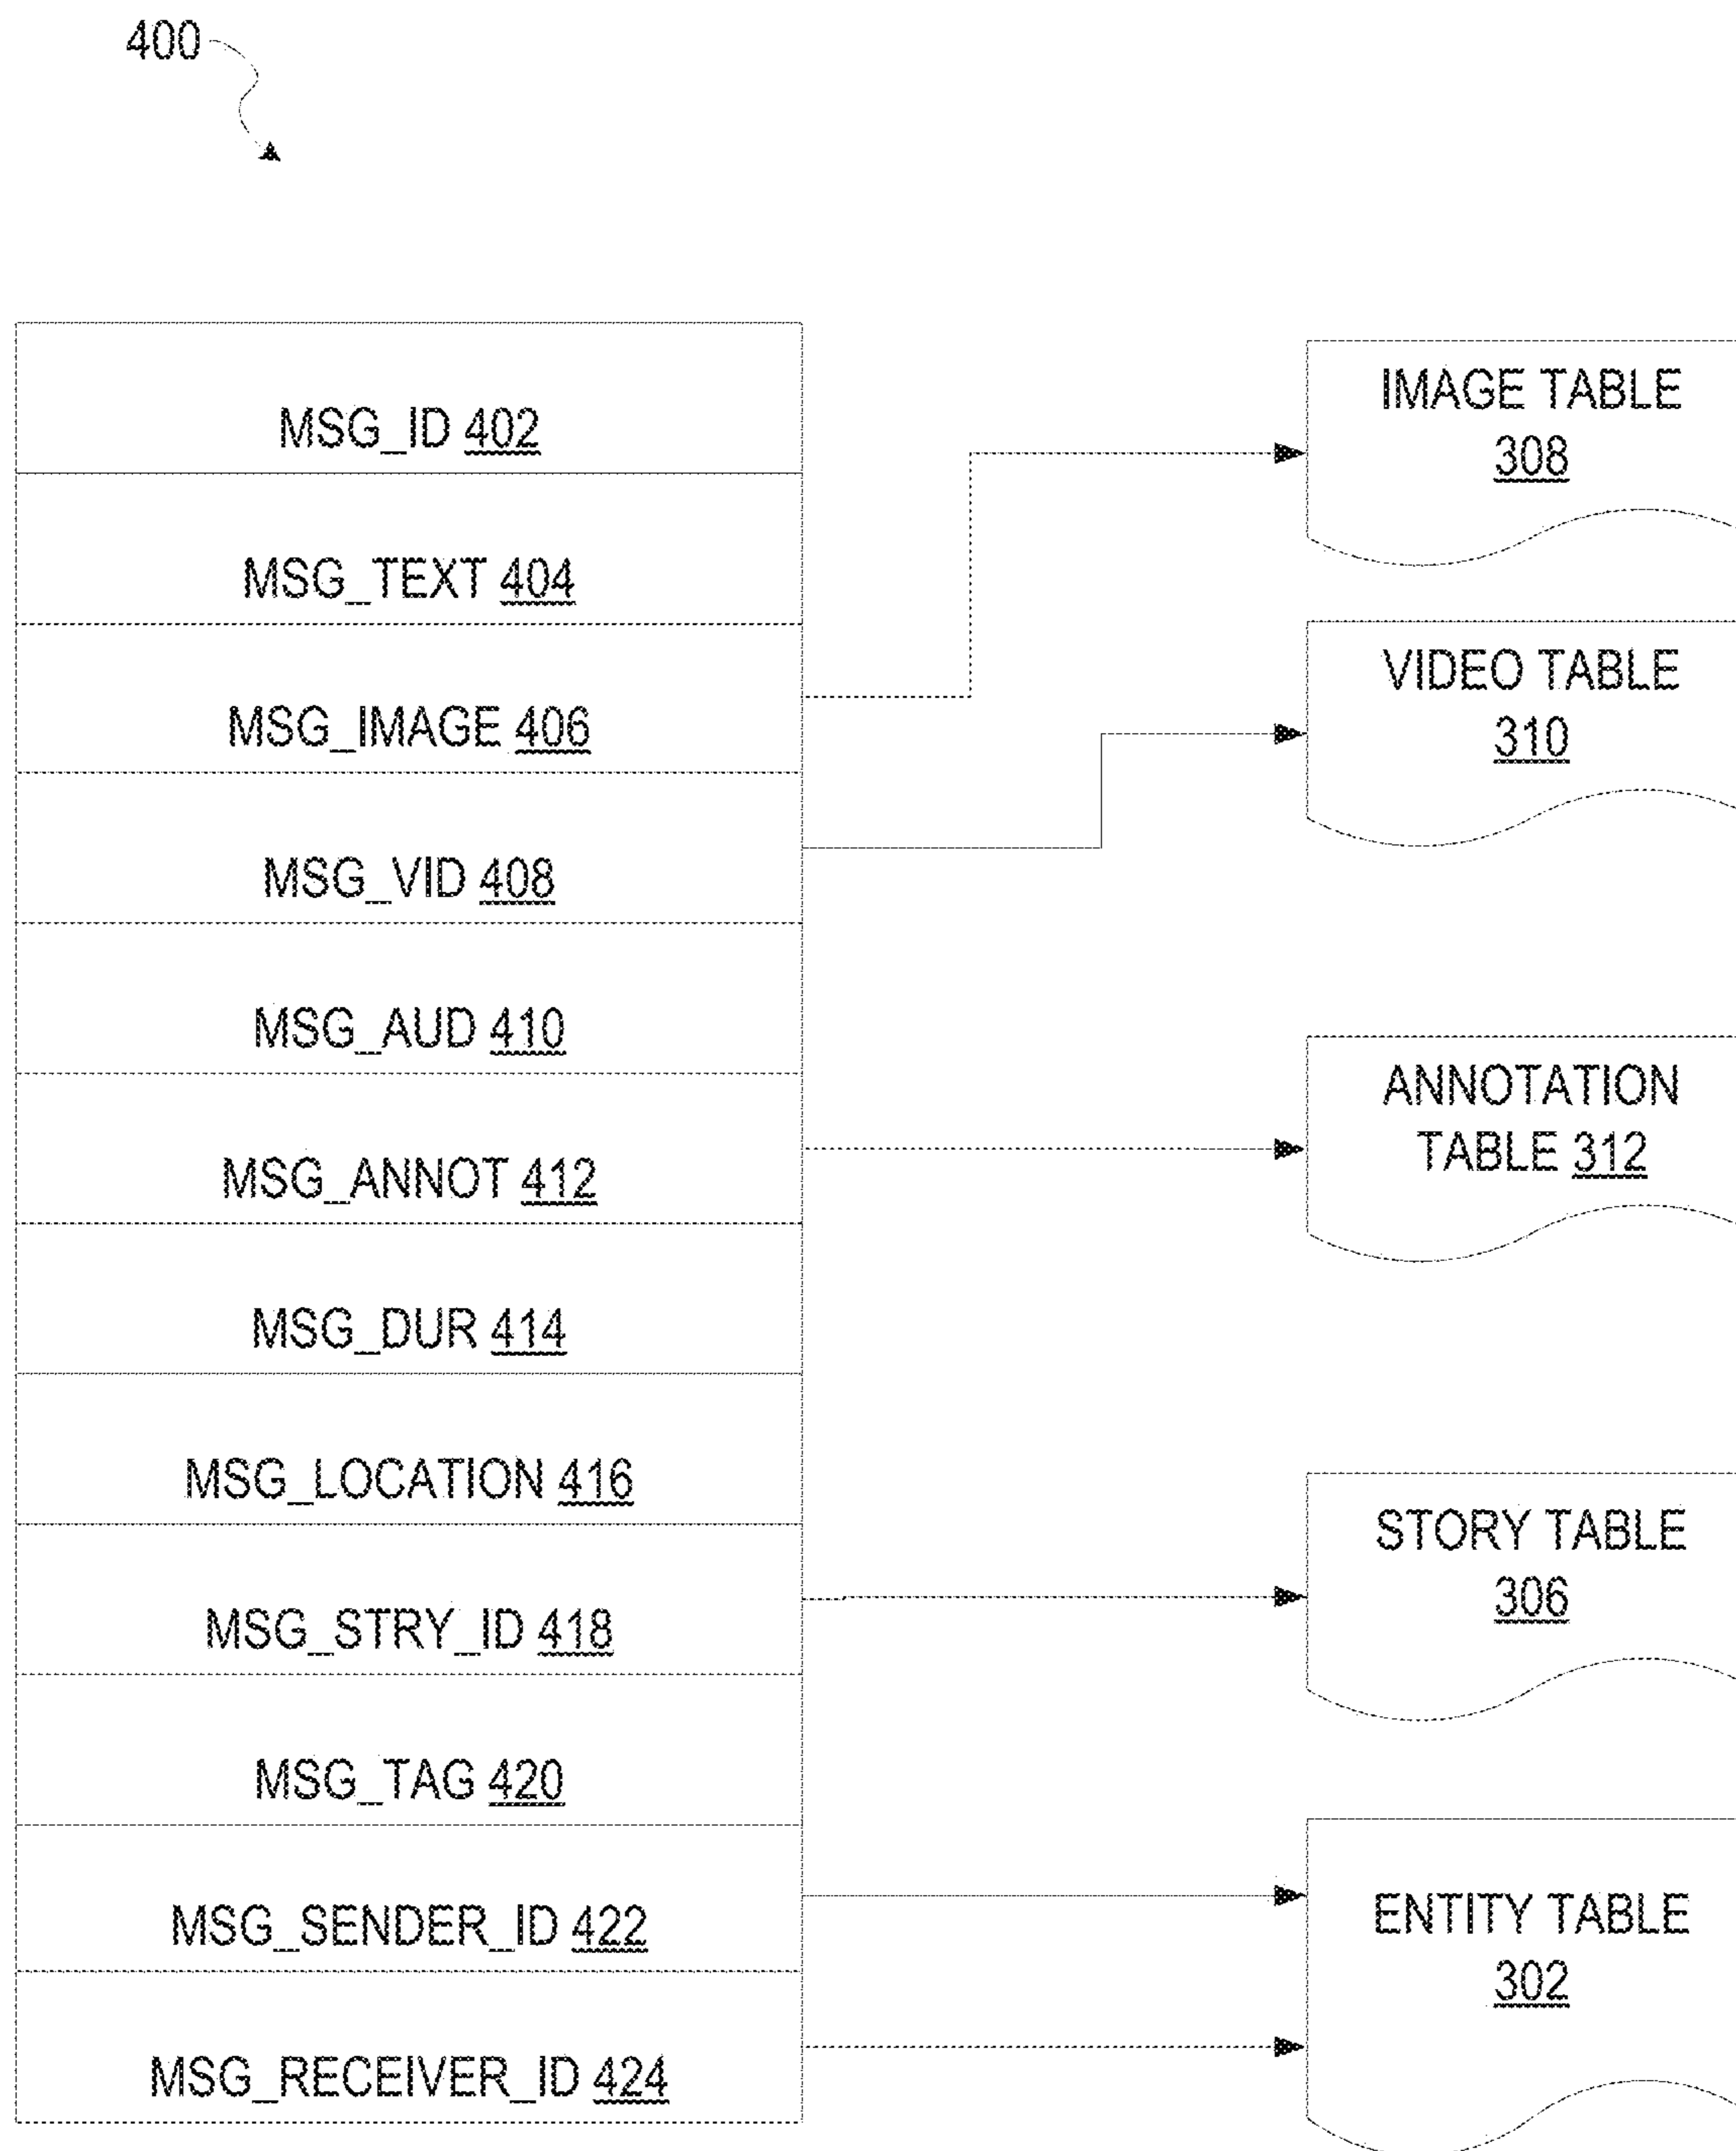 400
MSG_ID 402
MSG_TEXT 404
MSG_IMAGE 406
MSG_VID 408
MSG_AUD 410
MSG_ANNOT 412
MSG_DUR 414
MSG_LOCATION 416
MSG_STRY_ID 418
MSG_TAG 420
MSG_SENDER_ID 422
MSG_RECEIVER_ID 424
IMAGE TABLE
308
VIDEO TABLE
310
ANNOTATION
TABLE 312
STORY TABLE
306
ENTITY TABLE
302